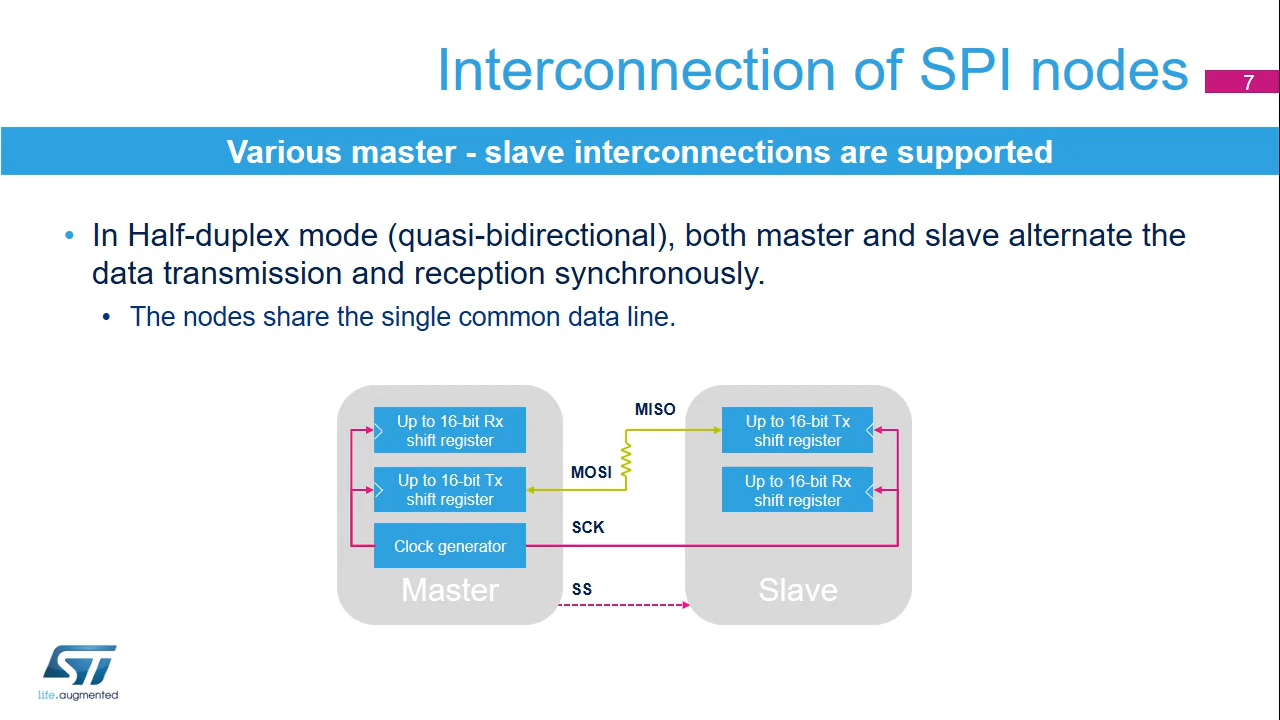 Interconnection of SPI nodes
7
Various master - slave interconnections are supported
• In Half-duplex mode (quasi-bidirectional), both master and slave alternate the
data transmission and reception synchronously.
• The nodes share the single common data line.
Up to 16-bit Rx
shift register
Up to 16-bit Tx
shift register
Clock generator
Master
MISO
MOSI
SCK
SS
Up to 16-bit Tx
shift register
Up to 16-bit Rx
shift register
Slave
ST
life.augmented